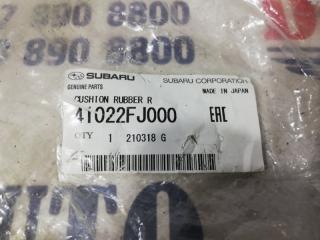 7 890 8800
890 8800
SUBARU SUBARU CORPORATION
GENUINE PARTS MADE IN JAPAN
CUSHION RUBBER R
41022FJ000 EAC
QTY 1 210318 G